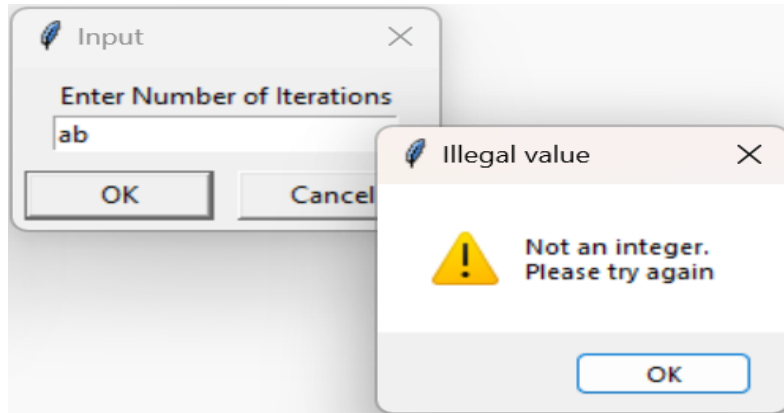 Input
Enter Number of Iterations
ab
OK
Cancel
Illegal value
Not an integer.
Please try again
OK